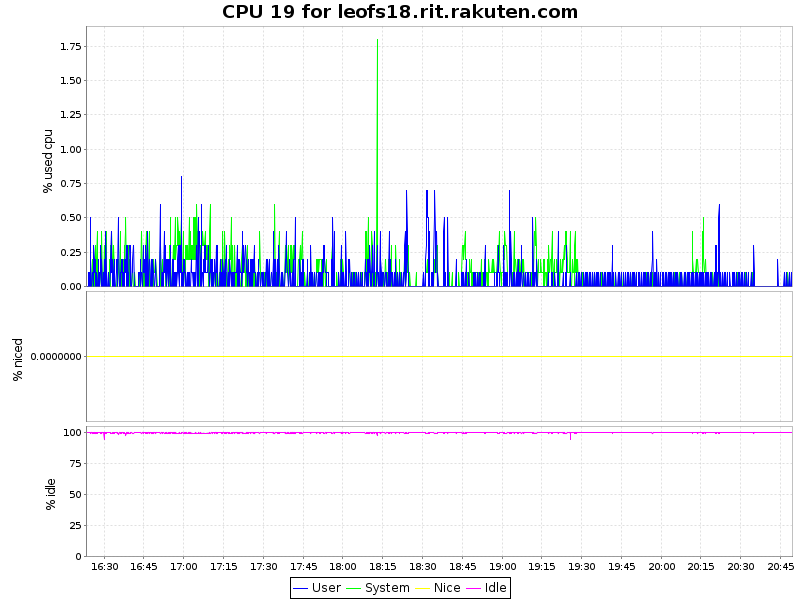 CPU 19 for leofs18.rit.rakuten.com
% used cpu
1.75
1.50
1.25
1.00
0.75
0.50
0.25
0.00
% niced
0.0000000
% idle
100
75
50
25
0
16:30 16:45 17:00 17:15 17:30 17:45 18:00 18:15 18:30 18:45 19:00 19:15 19:30 19:45 20:00 20:15 20:30 20:45
User System Nice Idle